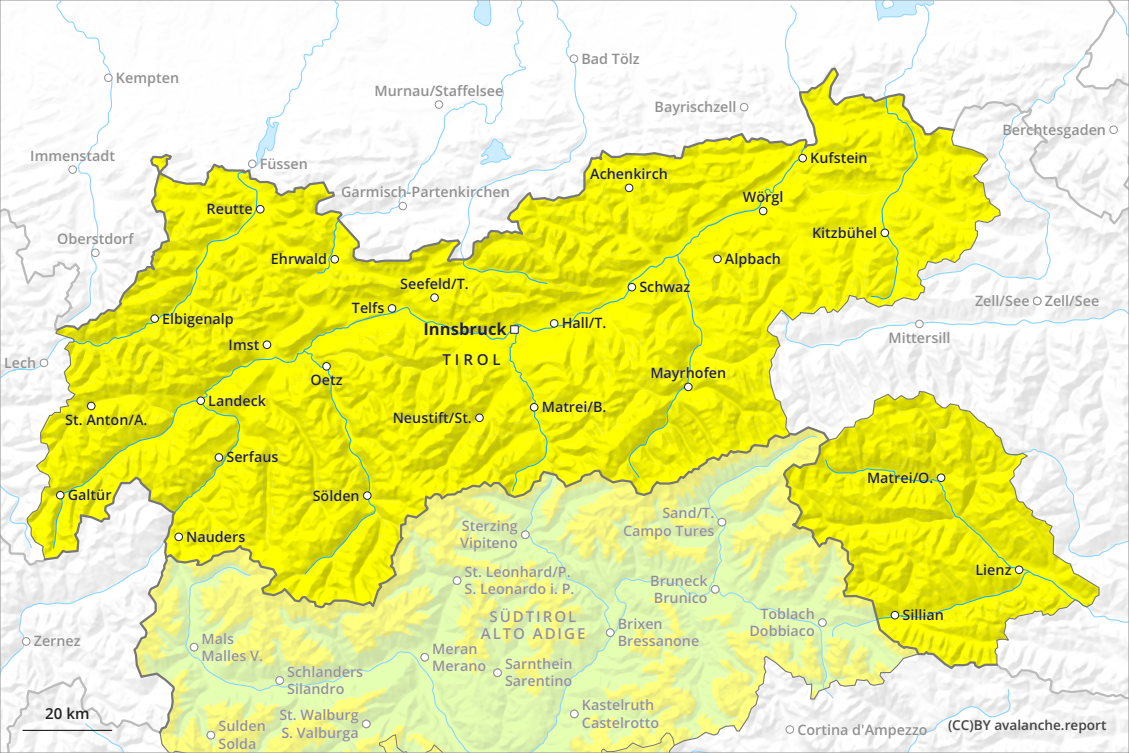 Kempten
Bad Tölz
Murnau/Staffelsee
Bayrischzell
Berchtesgaden
Immenstadt
Füssen
Kufstein
Achenkirch
Garmisch-Partenkirchen
Wörgl
Reutte
Kitzbühel
Oberstdorf
Ehrwald
Alpbach
Seefeld/T.
Schwaz
Zell/See
Zell/See
Telfs
Elbigenalp
Innsbruck
Hall/T.
Mittersill
Imst
TIROL
Lech
Oetz
Mayrhofen
Landeck
Matrei/B.
St. Anton/A.
Neustift/St.
Serfaus
Matrei/O.
Galtür
Sölden
Sand/T.
Campo Tures
Sterzing
Vipiteno
Nauders
Lienz
St. Leonhard/P.
S. Leonardo i. P.
Bruneck
Brunico
Sillian
SÜDTIROL
ALTO ADIGE
Toblach
Dobbiaco
Brixen
Bressanone
Zernez
Mals
Malles V.
Meran
Merano
Sarnthein
Sarentino
Schlanders
Silandro
Kastelruth
Castelrotto
20 km
St. Walburg
S. Valburga
Sulden
Solda
Cortina d'Ampezzo
(CC)BY avalanche.report